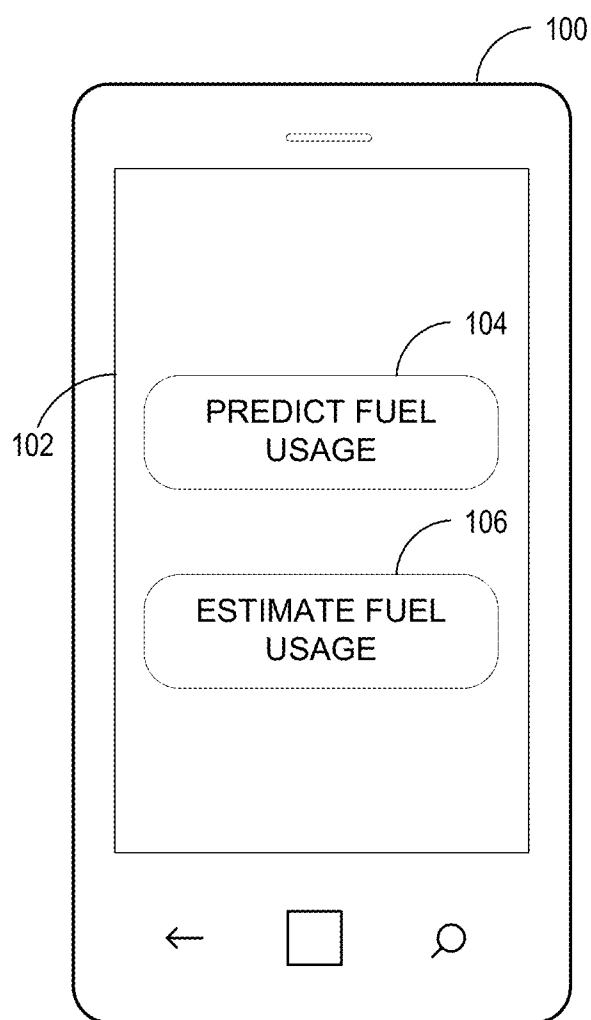 100
104
PREDICT FUEL
USAGE
102
106
ESTIMATE FUEL
USAGE